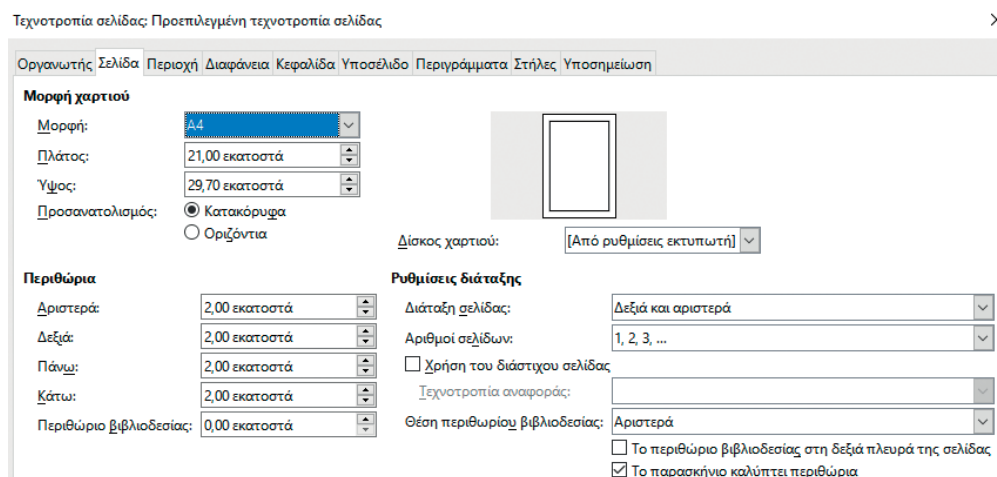 Τεχνοτροπία σελίδας: Προεπιλεγμένη τεχνοτροπία σελίδας
Οργανωτής Σελίδα Περιοχή Διαφάνεια Κεφαλίδα Υποσέλιδο Περιγράμματα Στήλες Υποσημείωση
Μορφή χαρτιού
Μορφή: A4
Πλάτος: 21,00 εκατοστά
Ύψος: 29,70 εκατοστά
Προσανατολισμός: Κατακόρυφα
Οριζόντια
Δίσκος χαρτιού: [Από ρυθμίσεις εκτυπωτή]
Περιθώρια
Αριστερά: 2,00 εκατοστά
Δεξιά: 2,00 εκατοστά
Πάνω: 2,00 εκατοστά
Κάτω: 2,00 εκατοστά
Περιθώριο βιβλιοδεσίας: 0,00 εκατοστά
Ρυθμίσεις διάταξης
Διάταξη σελίδας: Δεξιά και αριστερά
Αριθμοί σελίδων: 1, 2, 3, ...
Χρήση του διάστιχου σελίδας
Τεχνοτροπία αναφοράς:
Θέση περιθωρίου βιβλιοδεσίας: Αριστερά
Το περιθώριο βιβλιοδεσίας στη δεξιά πλευρά της σελίδας
Το παρασκήνιο καλύπτει περιθώρια